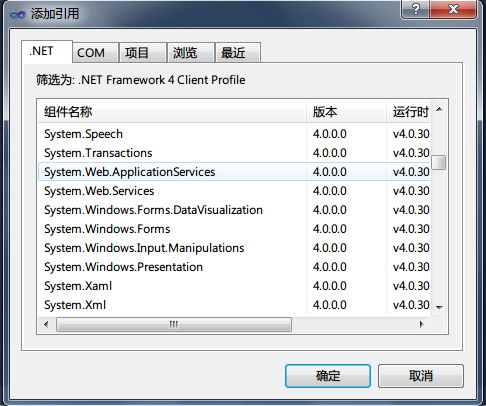 添加引用
.NET COM 项目 浏览 最近
筛选为: .NET Framework 4 Client Profile
组件名称 版本 运行时
System.Speech 4.0.0.0 v4.0.30
System.Transactions 4.0.0.0 v4.0.30
System.Web.ApplicationServices 4.0.0.0 v4.0.30
System.Web.Services 4.0.0.0 v4.0.30
System.Windows.Forms.DataVisualization 4.0.0.0 v4.0.30
System.Windows.Forms 4.0.0.0 v4.0.30
System.Windows.Input.Manipulations 4.0.0.0 v4.0.30
System.Windows.Presentation 4.0.0.0 v4.0.30
System.Xaml 4.0.0.0 v4.0.30
System.Xml 4.0.0.0 v4.0.30
确定 取消